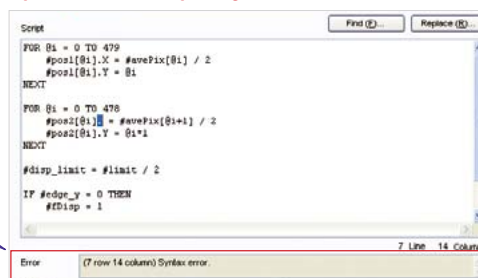 Script
Find (F)...
Replace (R)...
FOR @i = 0 TO 479
#pos1[@i].X = #avePix[@i] / 2
#pos1[@i].Y = @i
NEXT
FOR @i = 0 TO 478
#pos2[@i]. = #avePix[@i+1] / 2
#pos2[@i].Y = @i+1
NEXT
#disp_limit = #limit / 2
IF #edge_y = 0 THEN
#fDisp = 1
7 Line 14 Column
Error
(7 row 14 column) Syntax error.